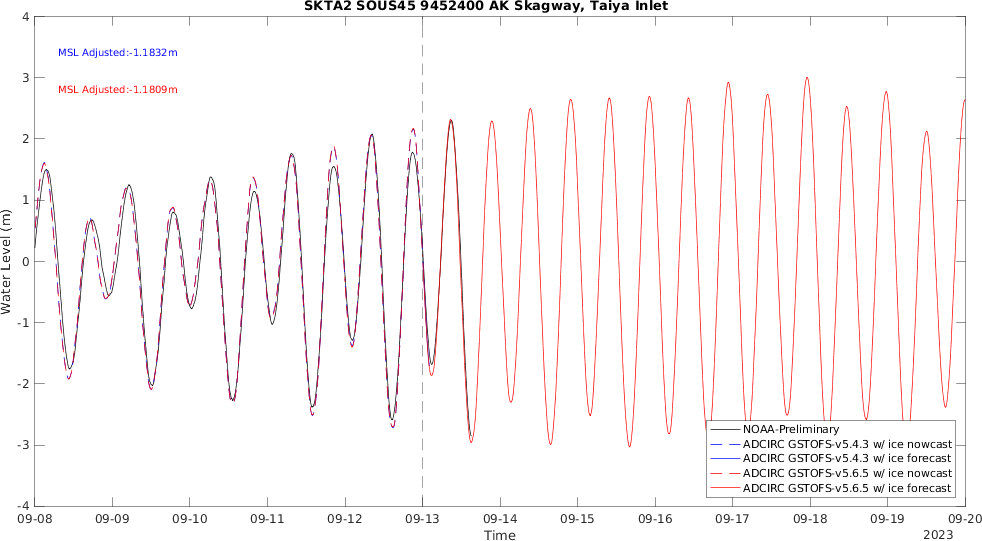 SKTA2 SOUS45 9452400 AK Skagway, Taiya Inlet
4
MSL Adjusted:-1.1832m
3
MSL Adjusted:-1.1809m
2
1
0
-1
-2
-3
-4
Water Level (m)
NOAA-Preliminary
ADCIRC GSTOFS-v5.4.3 w/ ice nowcast
ADCIRC GSTOFS-v5.4.3 w/ ice forecast
ADCIRC GSTOFS-v5.6.5 w/ ice nowcast
ADCIRC GSTOFS-v5.6.5 w/ ice forecast
09-08 09-09 09-10 09-11 09-12 09-13 09-14 09-15 09-16 09-17 09-18 09-19 09-20
Time
2023